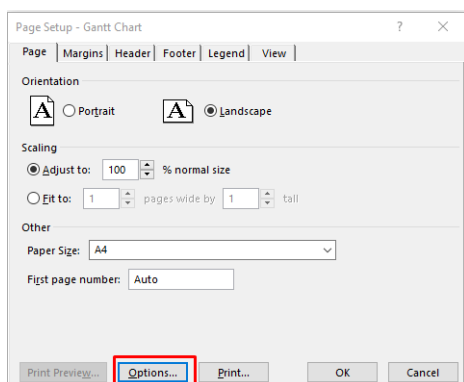 Page Setup - Gantt Chart ? ×
Page Margins Header Footer Legend View
Orientation
A Portrait A Landscape
Scaling
Adjust to: 100 % normal size
Fit to: 1 pages wide by 1 tall
Other
Paper Size: A4
First page number: Auto
Print Preview... Options... Print... OK Cancel